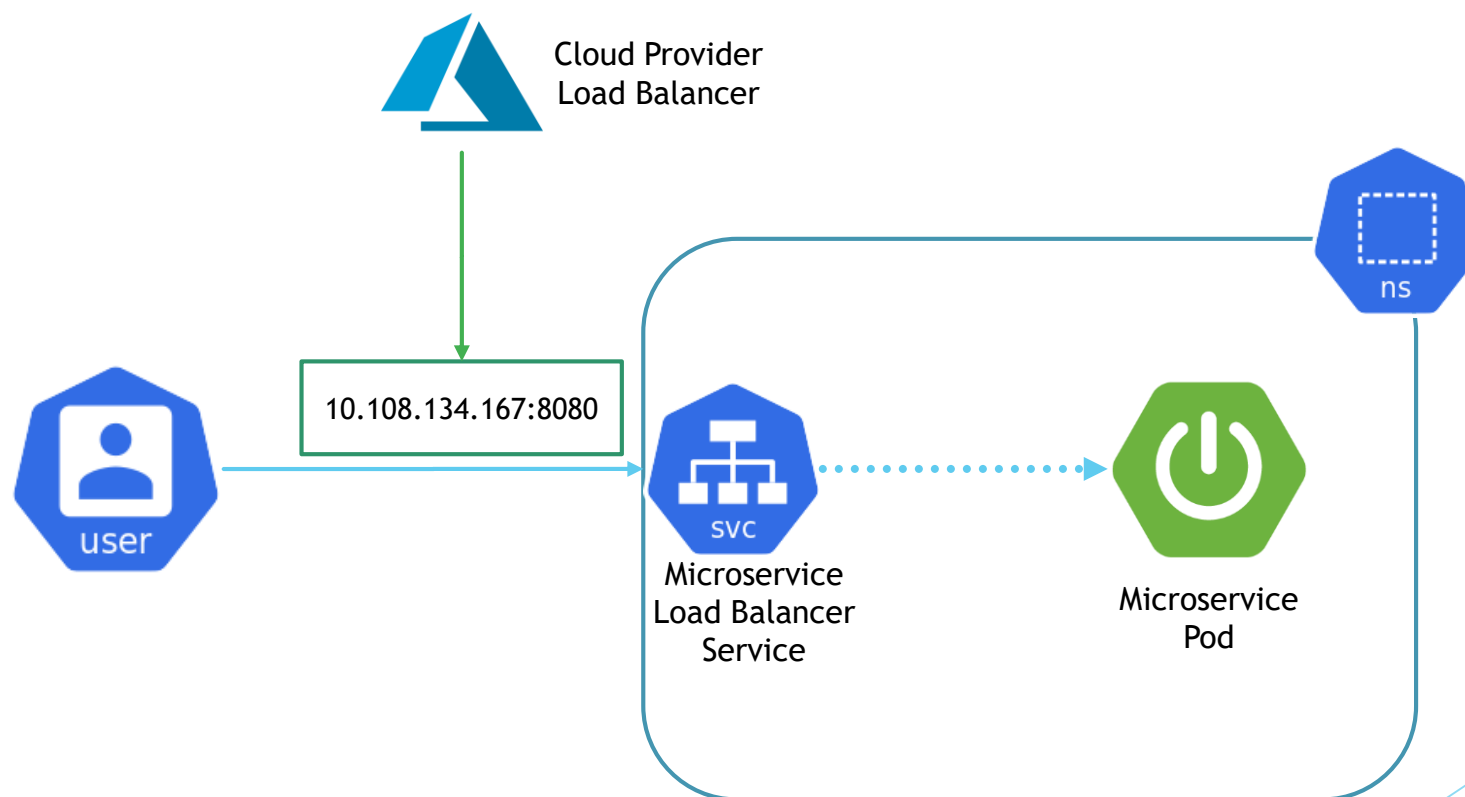 Cloud Provider
Load Balancer
ns
10.108.134.167:8080
user
svc
Microservice
Load Balancer
Service
Microservice
Pod